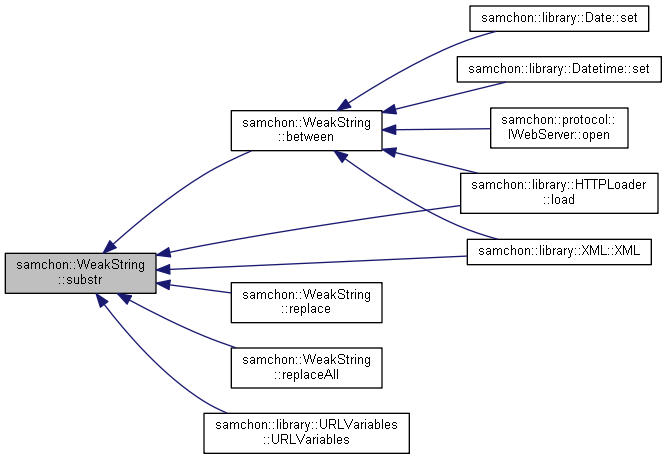 samchon::library::Date::set
samchon::library::Datetime::set
samchon::WeakString
::between
samchon::protocol::
IWebServer::open
samchon::library::HTTPLoader
::load
samchon::library::XML::XML
samchon::WeakString
::substr
samchon::WeakString
::replace
samchon::WeakString
::replaceAll
samchon::library::URLVariables
::URLVariables